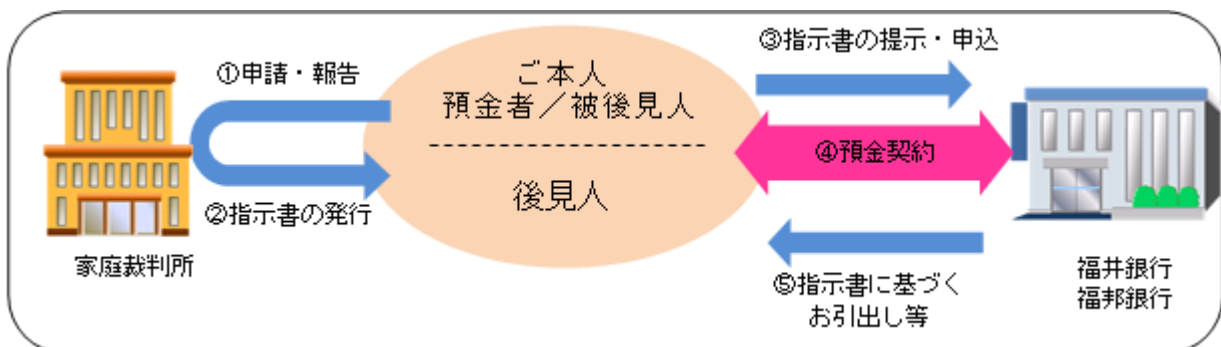 ①申請・報告
②指示書の発行
家庭裁判所
ご本人
預金者／被後見人
後見人
③指示書の提示・申込
④預金契約
⑤指示書に基づく
お引出し等
福井銀行
福邦銀行